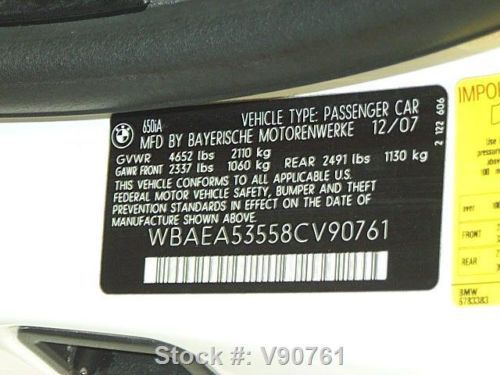 BMW
650iA
VEHICLE TYPE: PASSENGER CAR
MFD BY BAYERISCHE MOTORENWERKE 12/07
GVWR 4652 lbs 2110 kg
GAWR FRONT 2337 lbs 1060 kg REAR 2491 lbs 1130 kg
THIS VEHICLE CONFORMS TO ALL APPLICABLE U.S.
FEDERAL MOTOR VEHICLE SAFETY, BUMPER AND THEFT
PREVENTION STANDARDS IN EFFECT ON THE DATE OF
MANUFACTURE SHOWN ABOVE.
WBAEA53558CV90761
2 122 606
FRONT
REAR
BMW
6783383
Stock #: V90761